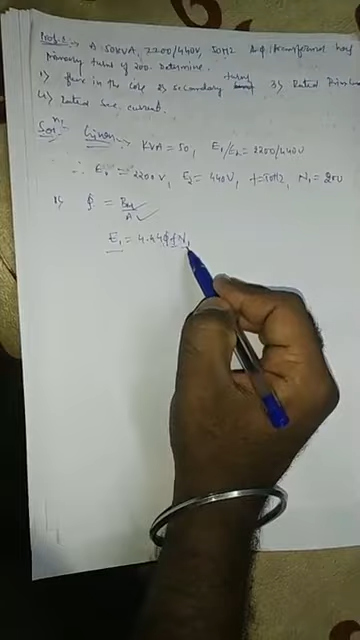 Prob.: A 50KVA, 2200/440V, 50HZ 1-ɸ transformer has
Primary turns of 200. Determine.
1) flux in the core 2) secondary turns 3) Rated
4) Rated Sec. current.
Solⁿ:- Given:- KVA = 50, E₁/E₂ = 2200/440V
∴ E₁ = 2200V, E₂ = 440V, f=50HZ, N₁ = 200
1), ɸ = Bm/A
E₁ = 4.44ɸfN₁